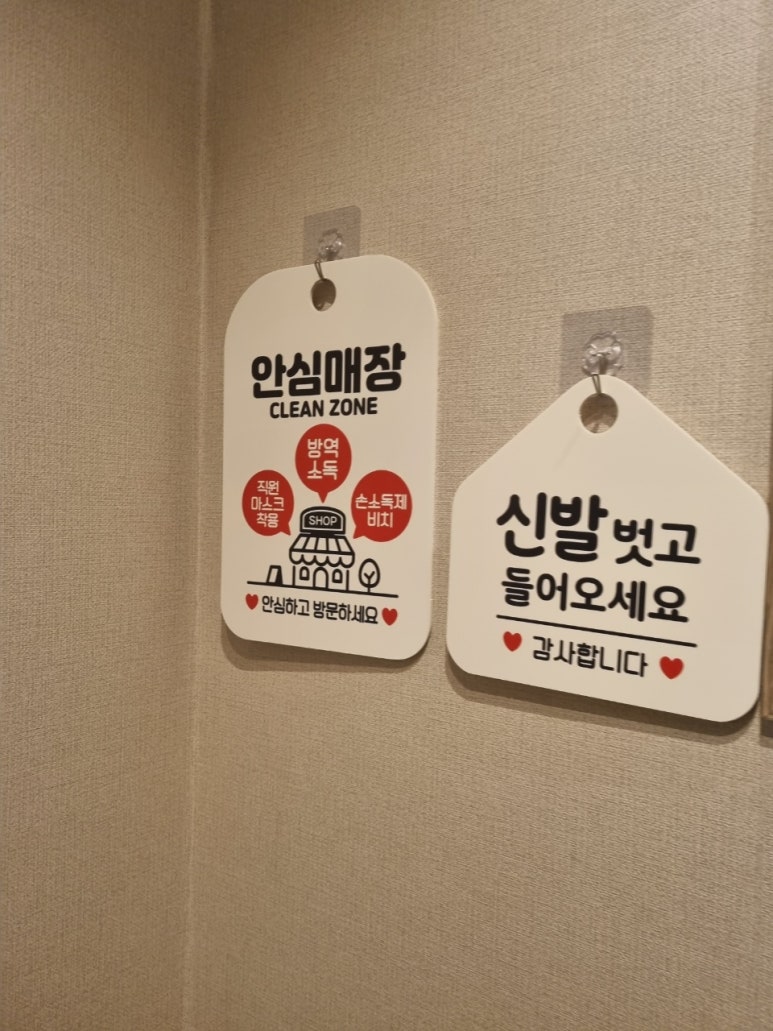 안심매장
CLEAN ZONE
방역
소독
직원
마스크
착용
손소독제
비치
SHOP
안심하고 방문하세요
신발 벗고
들어오세요
감사합니다